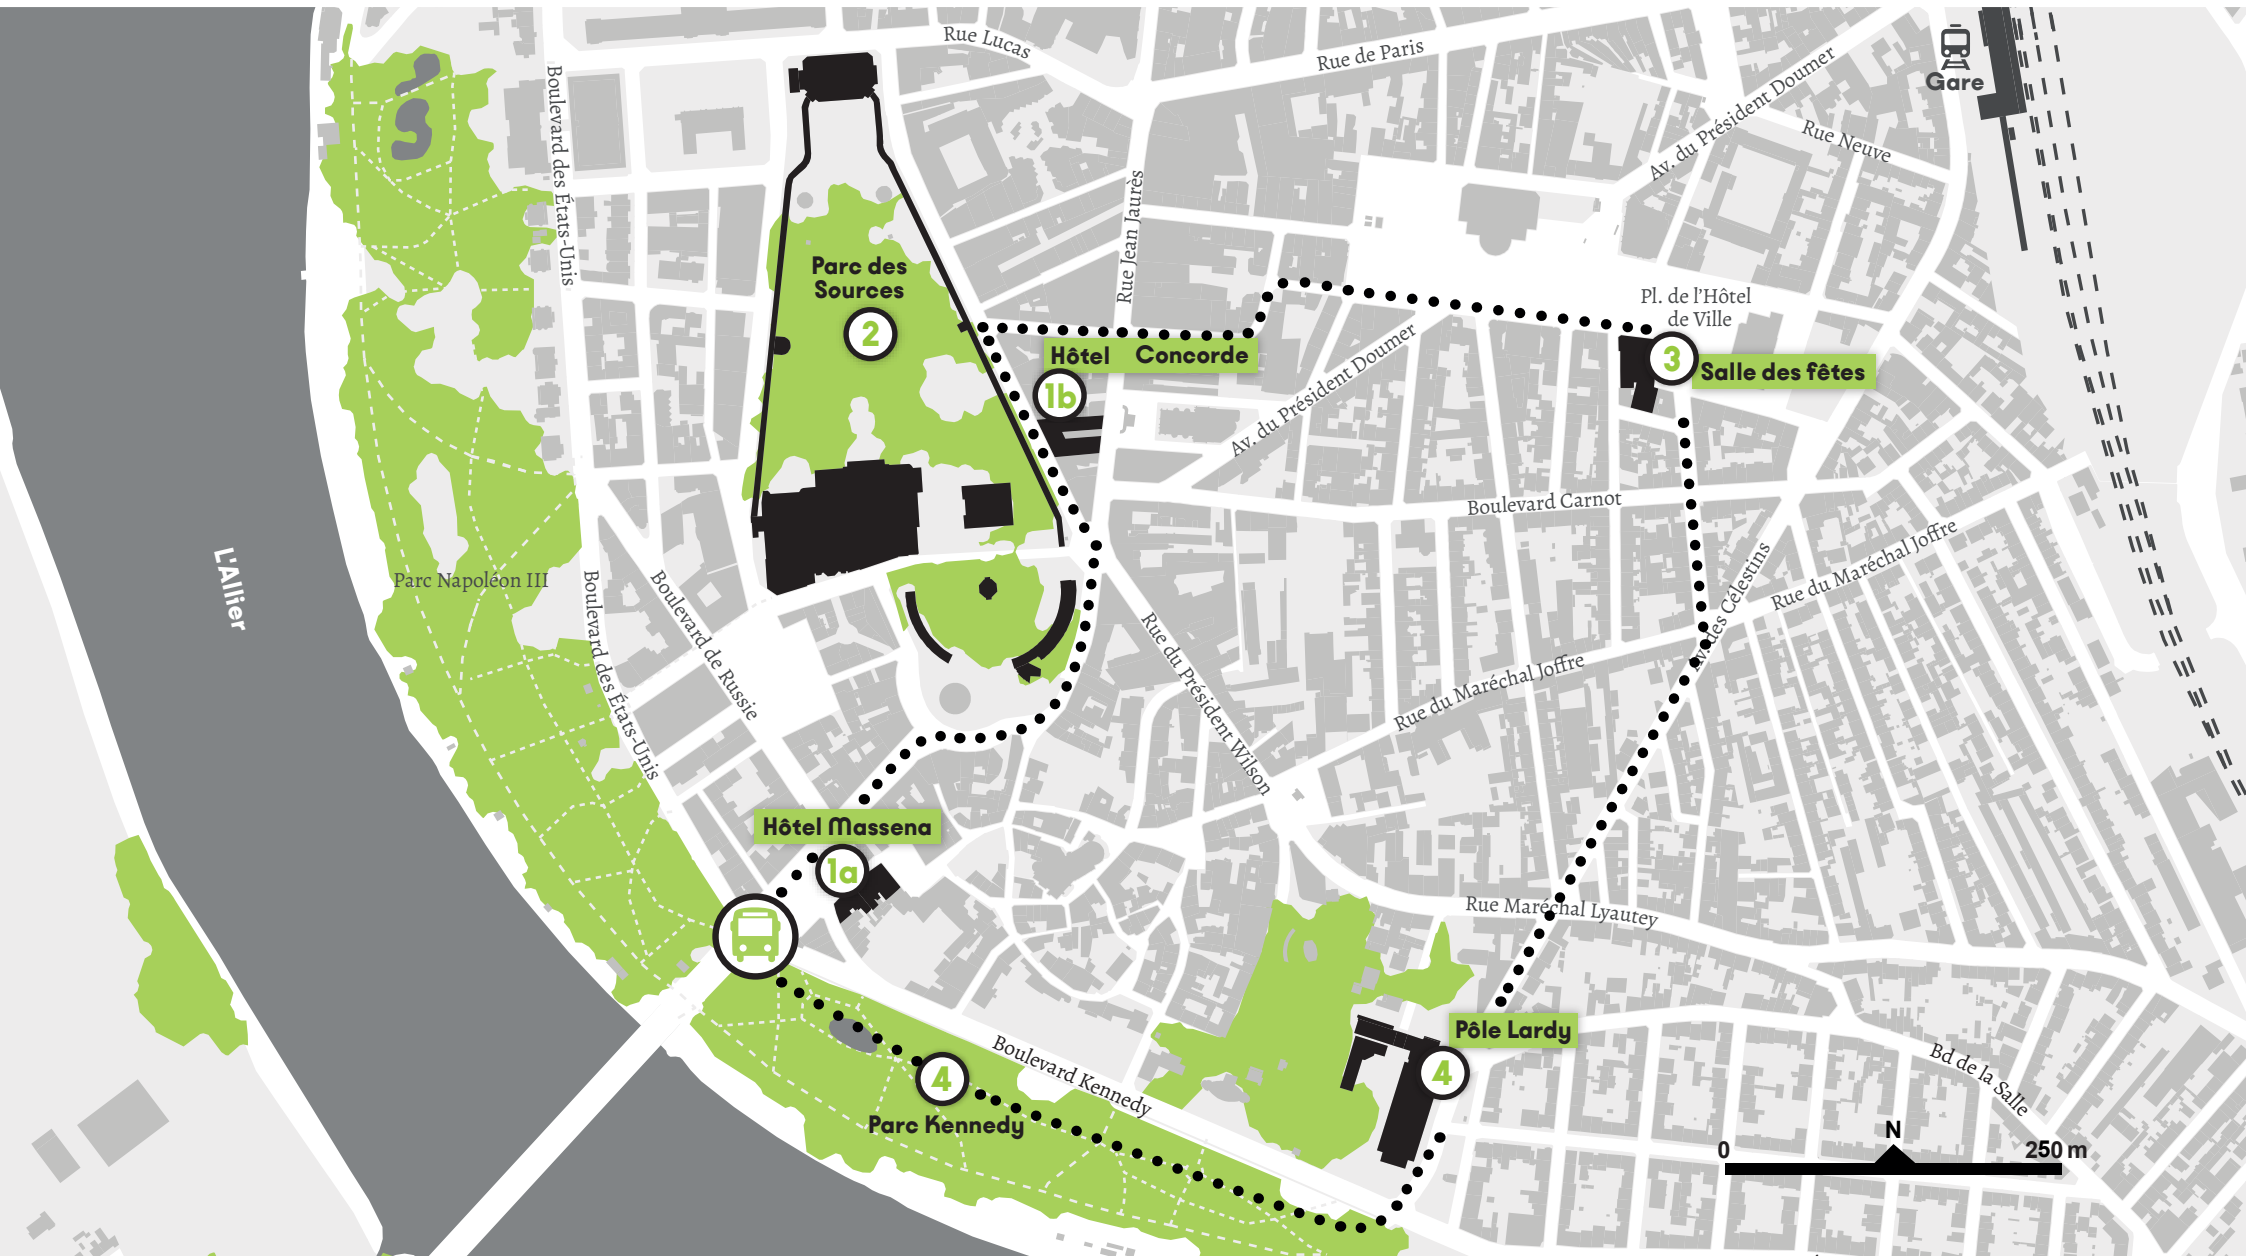 Rue Lucas
Rue de Paris
Av. du Président Doumer
Gare
Rue Neuve
Boulevard des États-Unis
Rue Jean Jaurès
Parc des
Sources
2
Pl. de l'Hôtel
de Ville
Hôtel Concorde
1b
3
Salle des fêtes
Av. du Président Doumer
Boulevard Carnot
L'Allier
Parc Napoléon III
Boulevard des États-Unis
Boulevard de Russie
Rue du Président Wilson
Av. des Célestins
Rue du Maréchal Joffre
Rue du Maréchal Joffre
Hôtel Massena
1a
Rue Maréchal Lyautey
Pôle Lardy
4
Boulevard Kennedy
4
Parc Kennedy
Bd de la Salle
N
0 250 m